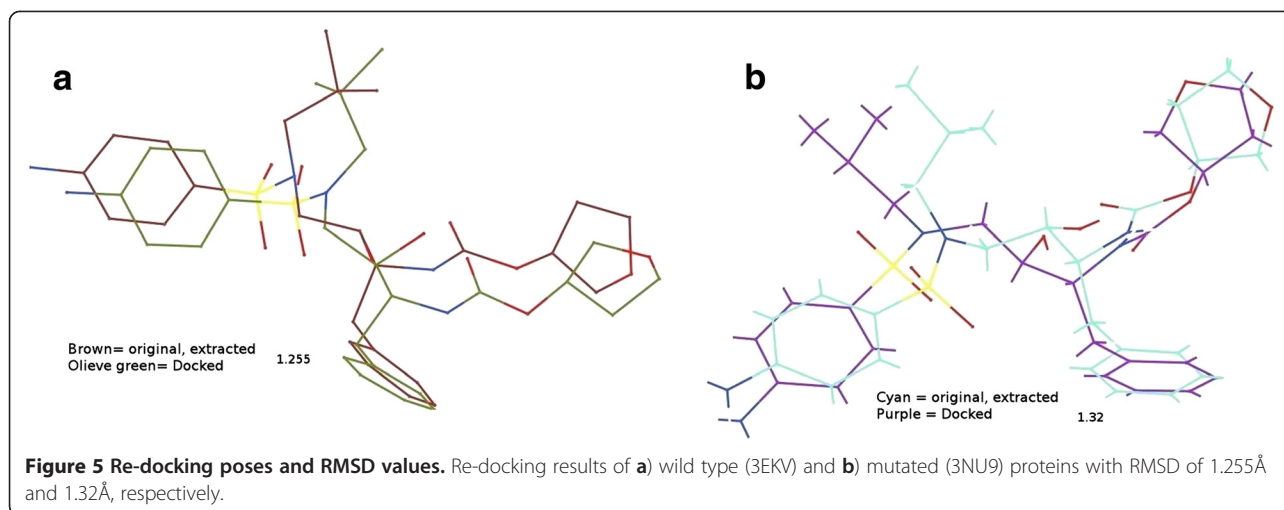 a
b
Brown= original, extracted
Olieve green= Docked
1.255
Cyan = original, extracted
Purple = Docked
1.32
Figure 5 Re-docking poses and RMSD values. Re-docking results of a) wild type (3EKV) and b) mutated (3NU9) proteins with RMSD of 1.255Å
and 1.32Å, respectively.